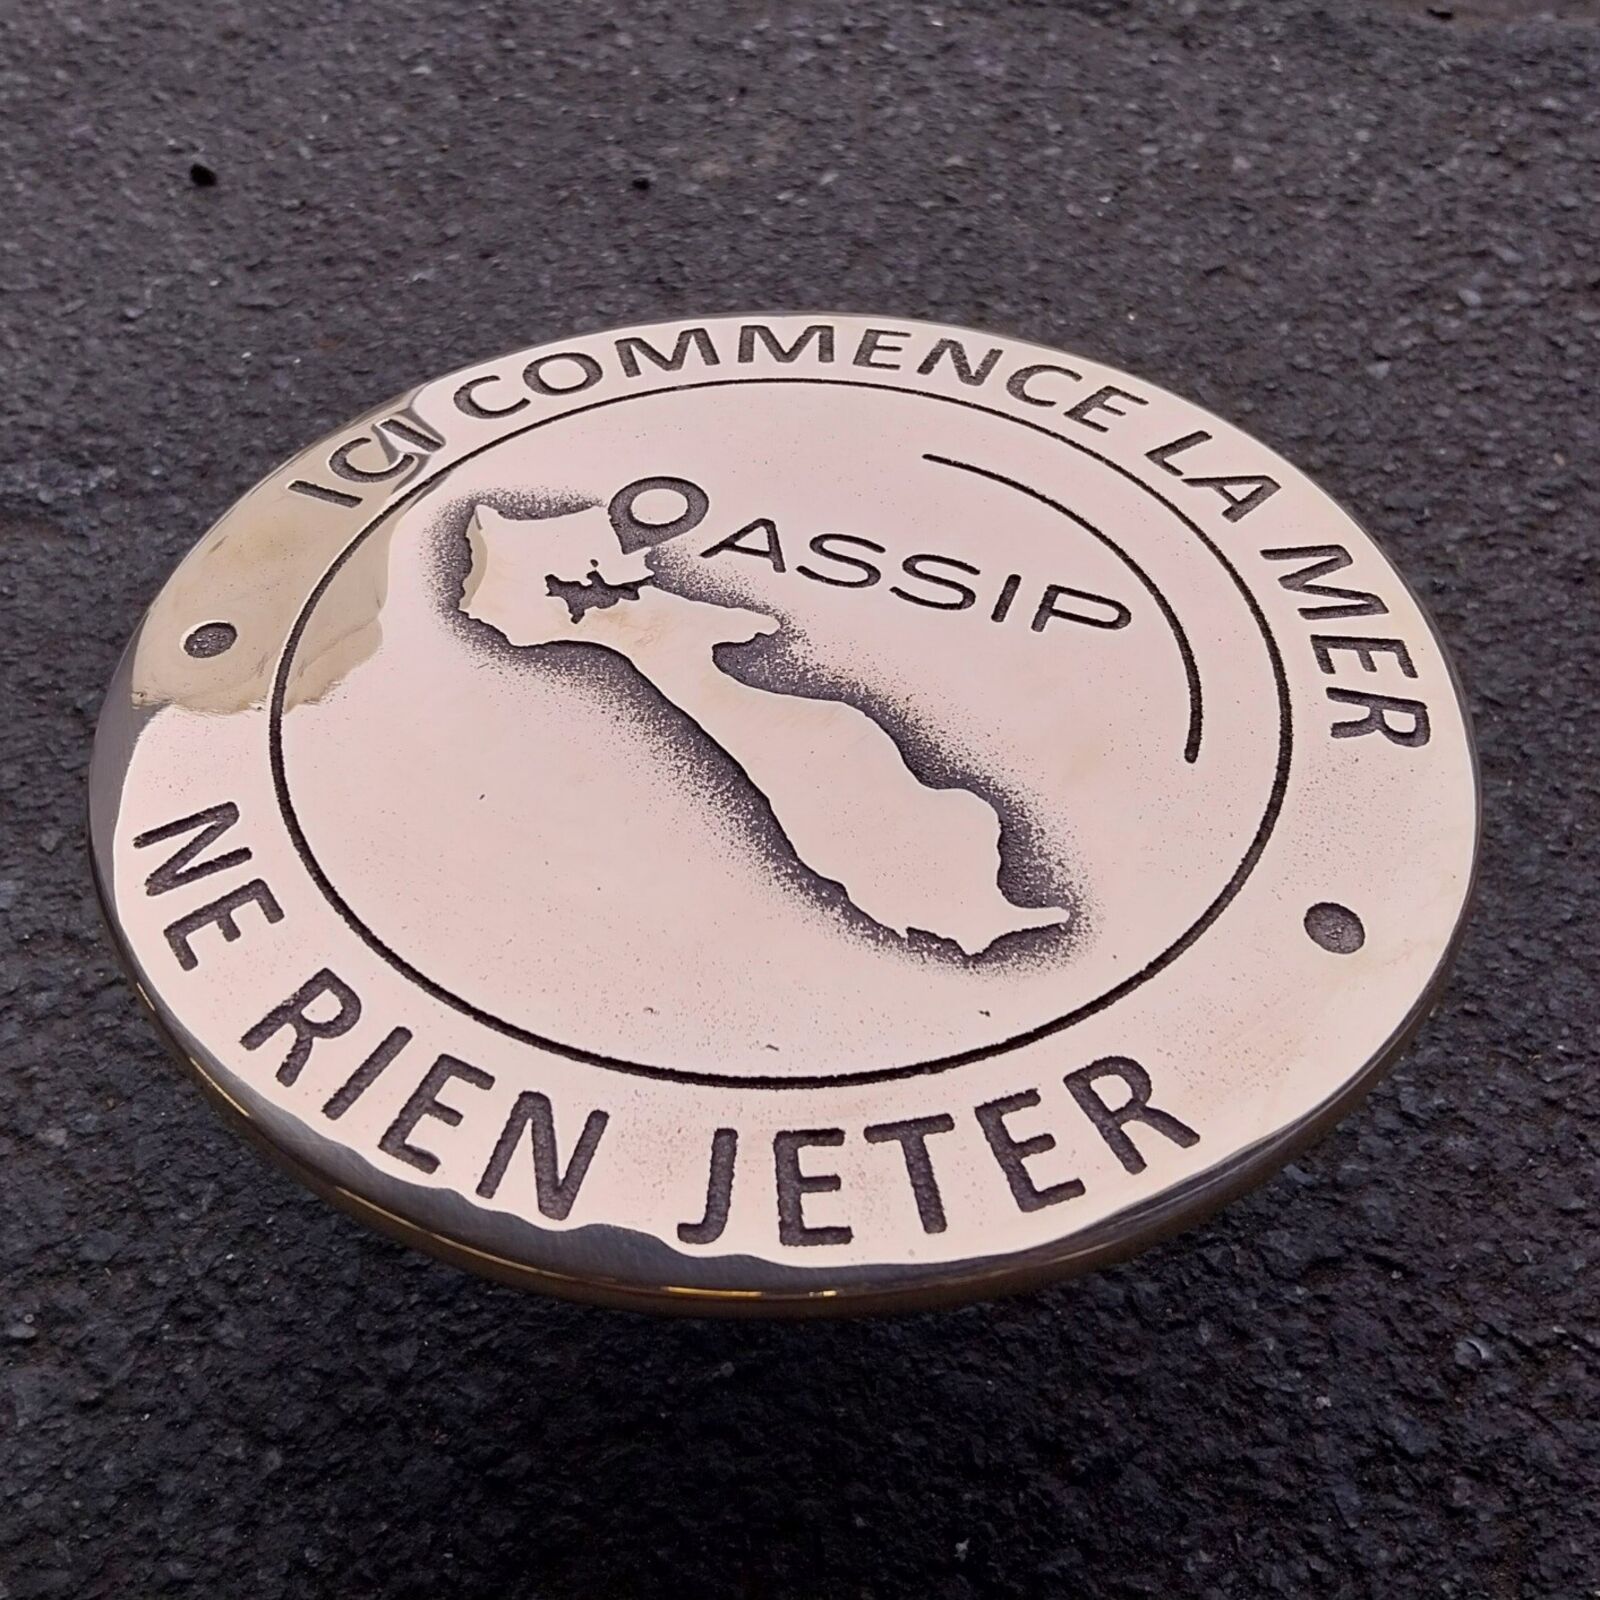 ICI COMMENCE LA MER
ASSIP
NE RIEN JETER